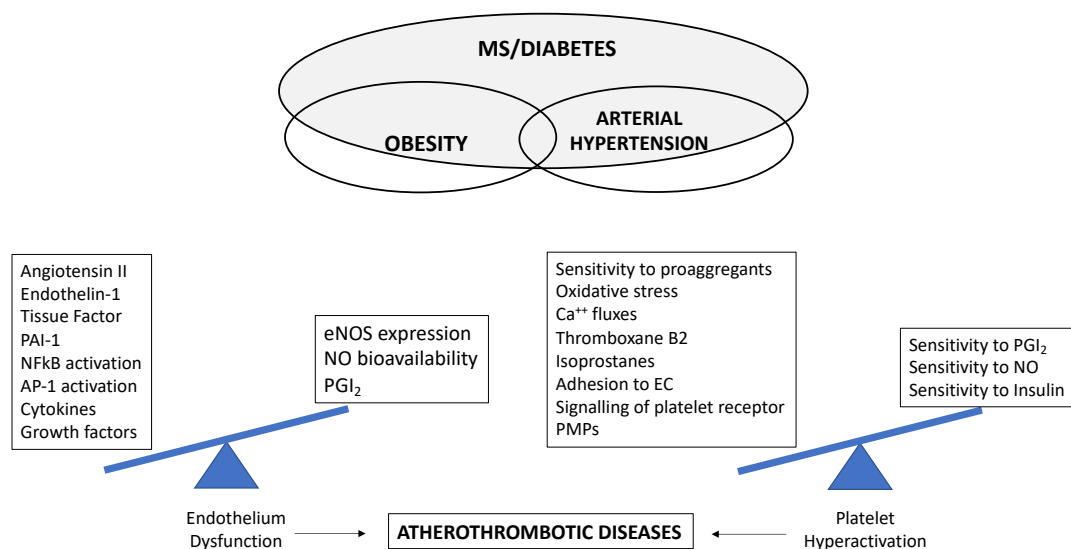 MS/DIABETES
OBESITY
ARTERIAL
HYPERTENSION
Angiotensin II
Endothelin-1
Tissue Factor
PAI-1
NFkB activation
AP-1 activation
Cytokines
Growth factors
eNOS expression
NO bioavailability
PGI₂
Sensitivity to proaggregants
Oxidative stress
Ca⁺⁺ fluxes
Thromboxane B2
Isoprostanes
Adhesion to EC
Signalling of platelet receptor
PMPs
Sensitivity to PGI₂
Sensitivity to NO
Sensitivity to Insulin
Endothelium
Dysfunction
ATHEROTHROMBOTIC DISEASES
Platelet
Hyperactivation